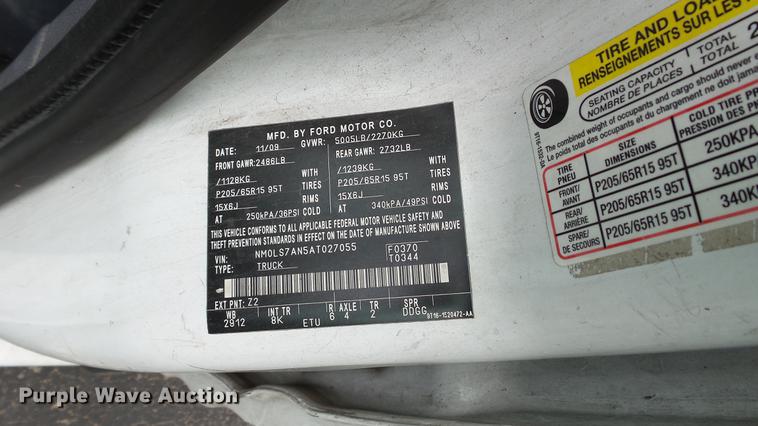 MFD. BY FORD MOTOR CO.
DATE: 11/09 GVWR: 5005LB/2270KG
FRONT GAWR: 2486LB REAR GAWR: 2732LB
/1128KG WITH /1239KG WITH
P205/65R15 95T TIRES P205/65R15 95T TIRES
15X6J RIMS 15X6J RIMS
AT 250kPA/36PSI COLD AT 340kPA/49PSI COLD
THIS VEHICLE CONFORMS TO ALL APPLICABLE FEDERAL MOTOR VEHICLE SAFETY AND
THEFT PREVENTION STANDARDS IN EFFECT ON THE DATE OF MANUFACTURE SHOWN ABOVE.
VIN: NM0LS7AN5AT027055 F0370
TYPE: TRUCK T0344
EXT PNT: Z2
WB INT TR R AXLE TR SPR
2912 8K ETU 6 4 2 DDGG
9T16-1520472-AA
TIRE AND LOA
RENSEIGNEMENTS SUR LES
SEATING CAPACITY TOTAL 2
NOMBRE DE PLACES TOTAL
The combined weight of occupants and cargo should never
Le poids total des occupants et du chargement ne doit jamais
TIRE SIZE COLD TIRE PR
PNEU DIMENSIONS
FRONT/ P205/65R15 95T 250KPA
AVANT
REAR/ P205/65R15 95T 340KPA
ARRIÈRE
SPARE/ P205/65R15 95T 340K
DE SECOURS
Purple Wave Auction